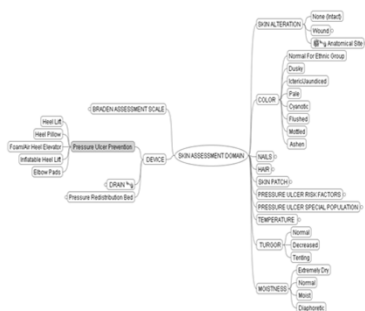 SKIN ASSESSMENT DOMAIN
BRADEN ASSESSMENT SCALE
DEVICE
Pressure Ulcer Prevention
Heel Lift
Heel Pillow
Foam/Air Heel Elevator
Inflatable Heel Lift
Elbow Pads
DRAIN
Pressure Redistribution Bed
SKIN ALTERATION
None (Intact)
Wound
Anatomical Site
COLOR
Normal For Ethnic Group
Dusky
Icteric/Jaundiced
Pale
Cyanotic
Flushed
Mottled
Ashen
NAILS
HAIR
SKIN PATCH
PRESSURE ULCER RISK FACTORS
PRESSURE ULCER SPECIAL POPULATION
TEMPERATURE
TURGOR
Normal
Decreased
Tenting
MOISTNESS
Extremely Dry
Normal
Moist
Diaphoretic